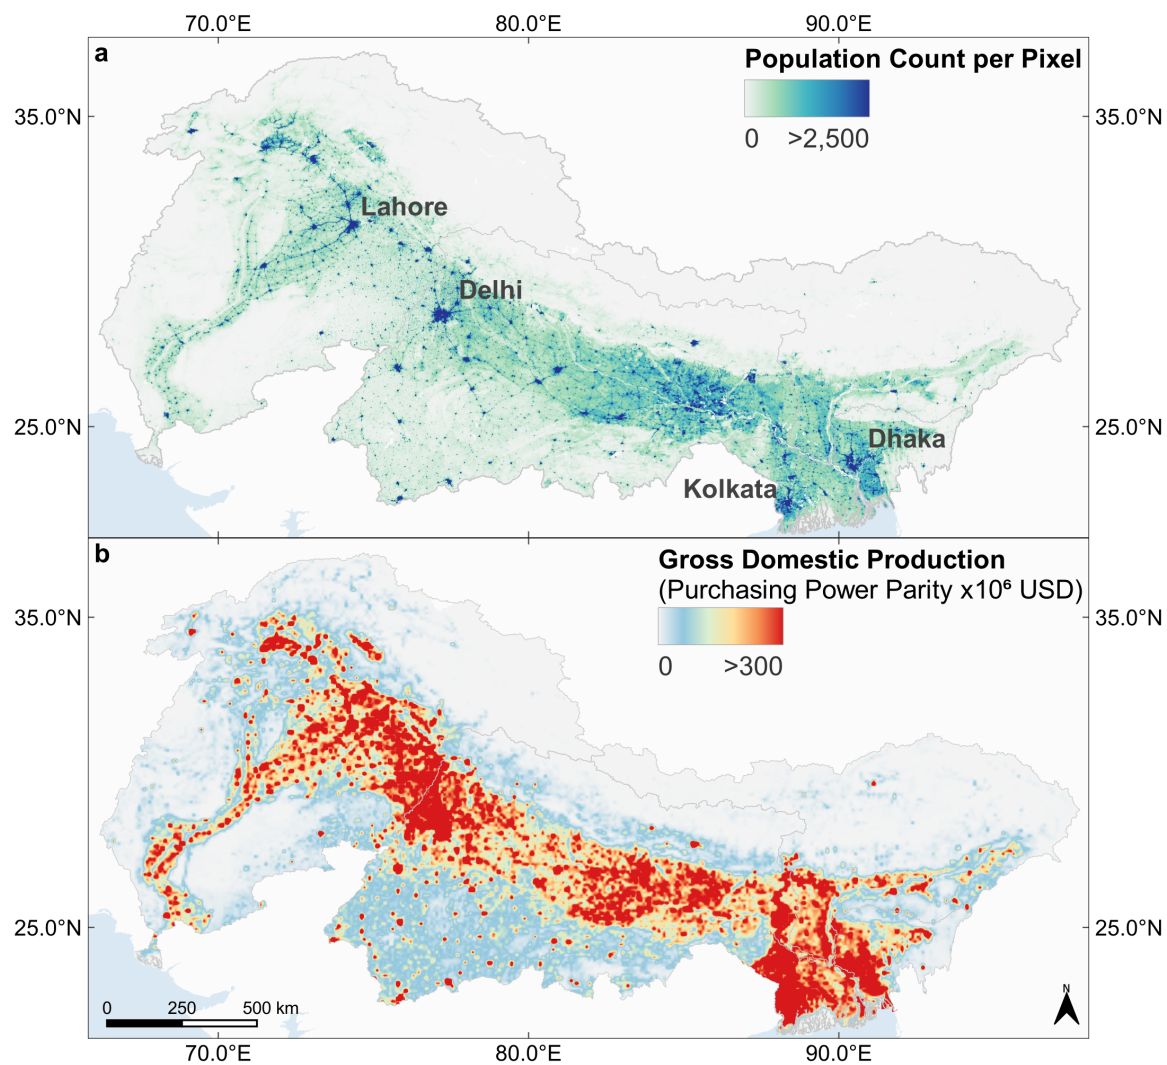 70.0°E 80.0°E 90.0°E
a
Population Count per Pixel
0 >2,500
35.0°N 35.0°N
Lahore
Delhi
25.0°N 25.0°N
Dhaka
Kolkata
b
Gross Domestic Production
(Purchasing Power Parity x10⁶ USD)
0 >300
35.0°N 35.0°N
25.0°N 25.0°N
0 250 500 km
N
70.0°E 80.0°E 90.0°E